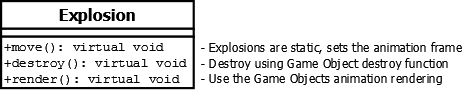 Explosion
+move(): virtual void - Explosions are static, sets the animation frame
+destroy(): virtual void - Destroy using Game Object destroy function
+render(): virtual void - Use the Game Objects animation rendering